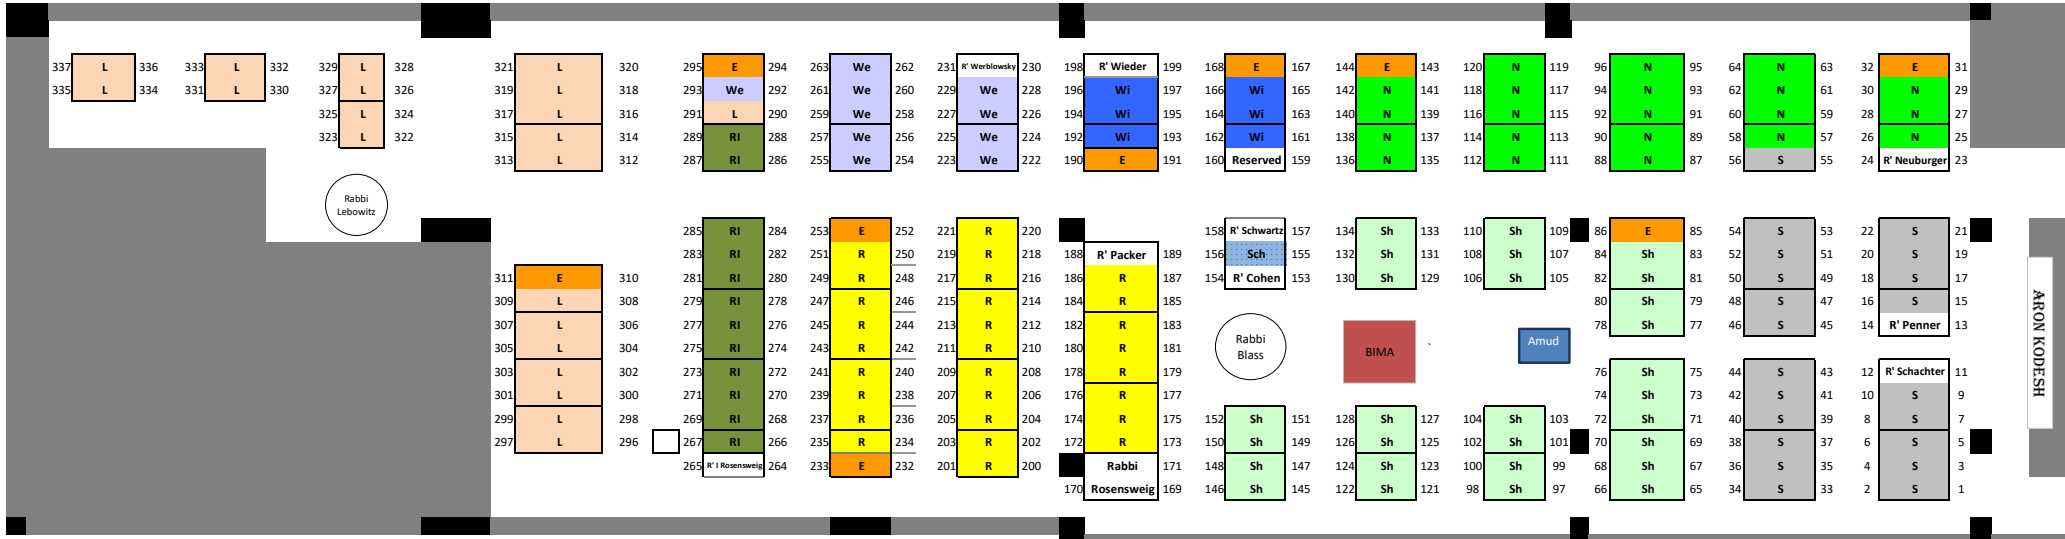 337 L 336 333 L 332 329 L 328 321 L 320 295 E 294 263 We 262 231 R' Werblowsky 230 198 R' Wieder 199 168 E 167 144 E 143 120 N 119 96 N 95 64 N 63 32 E 31
335 L 334 331 L 330 327 L 326 319 L 318 293 We 292 261 We 260 229 We 228 196 Wi 197 166 Wi 165 142 N 141 118 N 117 94 N 93 62 N 61 30 N 29
325 L 324 317 L 316 291 L 290 259 We 258 227 We 226 194 Wi 195 164 Wi 163 140 N 139 116 N 115 92 N 91 60 N 59 28 N 27
323 L 322 315 L 314 289 RI 288 257 We 256 225 We 224 192 Wi 193 162 Wi 161 138 N 137 114 N 113 90 N 89 58 N 57 26 N 25
313 L 312 287 RI 286 255 We 254 223 We 222 190 E 191 160 Reserved 159 136 N 135 112 N 111 88 N 87 56 S 55 24 R' Neuburger 23
Rabbi
Lebowitz
285 RI 284 253 E 252 221 R 220 158 R' Schwartz 157 134 Sh 133 110 Sh 109 86 E 85 54 S 53 22 S 21
283 RI 282 251 R 250 219 R 218 188 R' Packer 189 156 Sch 155 132 Sh 131 108 Sh 107 84 Sh 83 52 S 51 20 S 19
311 E 310 281 RI 280 249 R 248 217 R 216 186 R 187 154 R' Cohen 153 130 Sh 129 106 Sh 105 82 Sh 81 50 S 49 18 S 17
309 L 308 279 RI 278 247 R 246 215 R 214 184 R 185 80 Sh 79 48 S 47 16 S 15
307 L 306 277 RI 276 245 R 244 213 R 212 182 R 183 78 Sh 77 46 S 45 14 R' Penner 13
305 L 304 275 RI 274 243 R 242 211 R 210 180 R 181
Rabbi
Blass
BIMA
`
Amud
ARON KODESH
303 L 302 273 RI 272 241 R 240 209 R 208 178 R 179 76 Sh 75 44 S 43 12 R' Schachter 11
301 L 300 271 RI 270 239 R 238 207 R 206 176 R 177 74 Sh 73 42 S 41 10 S 9
299 L 298 269 RI 268 237 R 236 205 R 204 174 R 175 152 Sh 151 128 Sh 127 104 Sh 103 72 Sh 71 40 S 39 8 S 7
297 L 296 267 RI 266 235 R 234 203 R 202 172 R 173 150 Sh 149 126 Sh 125 102 Sh 101 70 Sh 69 38 S 37 6 S 5
265 R' I Rosensweig 264 233 E 232 201 R 200 Rabbi 171 148 Sh 147 124 Sh 123 100 Sh 99 68 Sh 67 36 S 35 4 S 3
170 Rosensweig 169 146 Sh 145 122 Sh 121 98 Sh 97 66 Sh 65 34 S 33 2 S 1